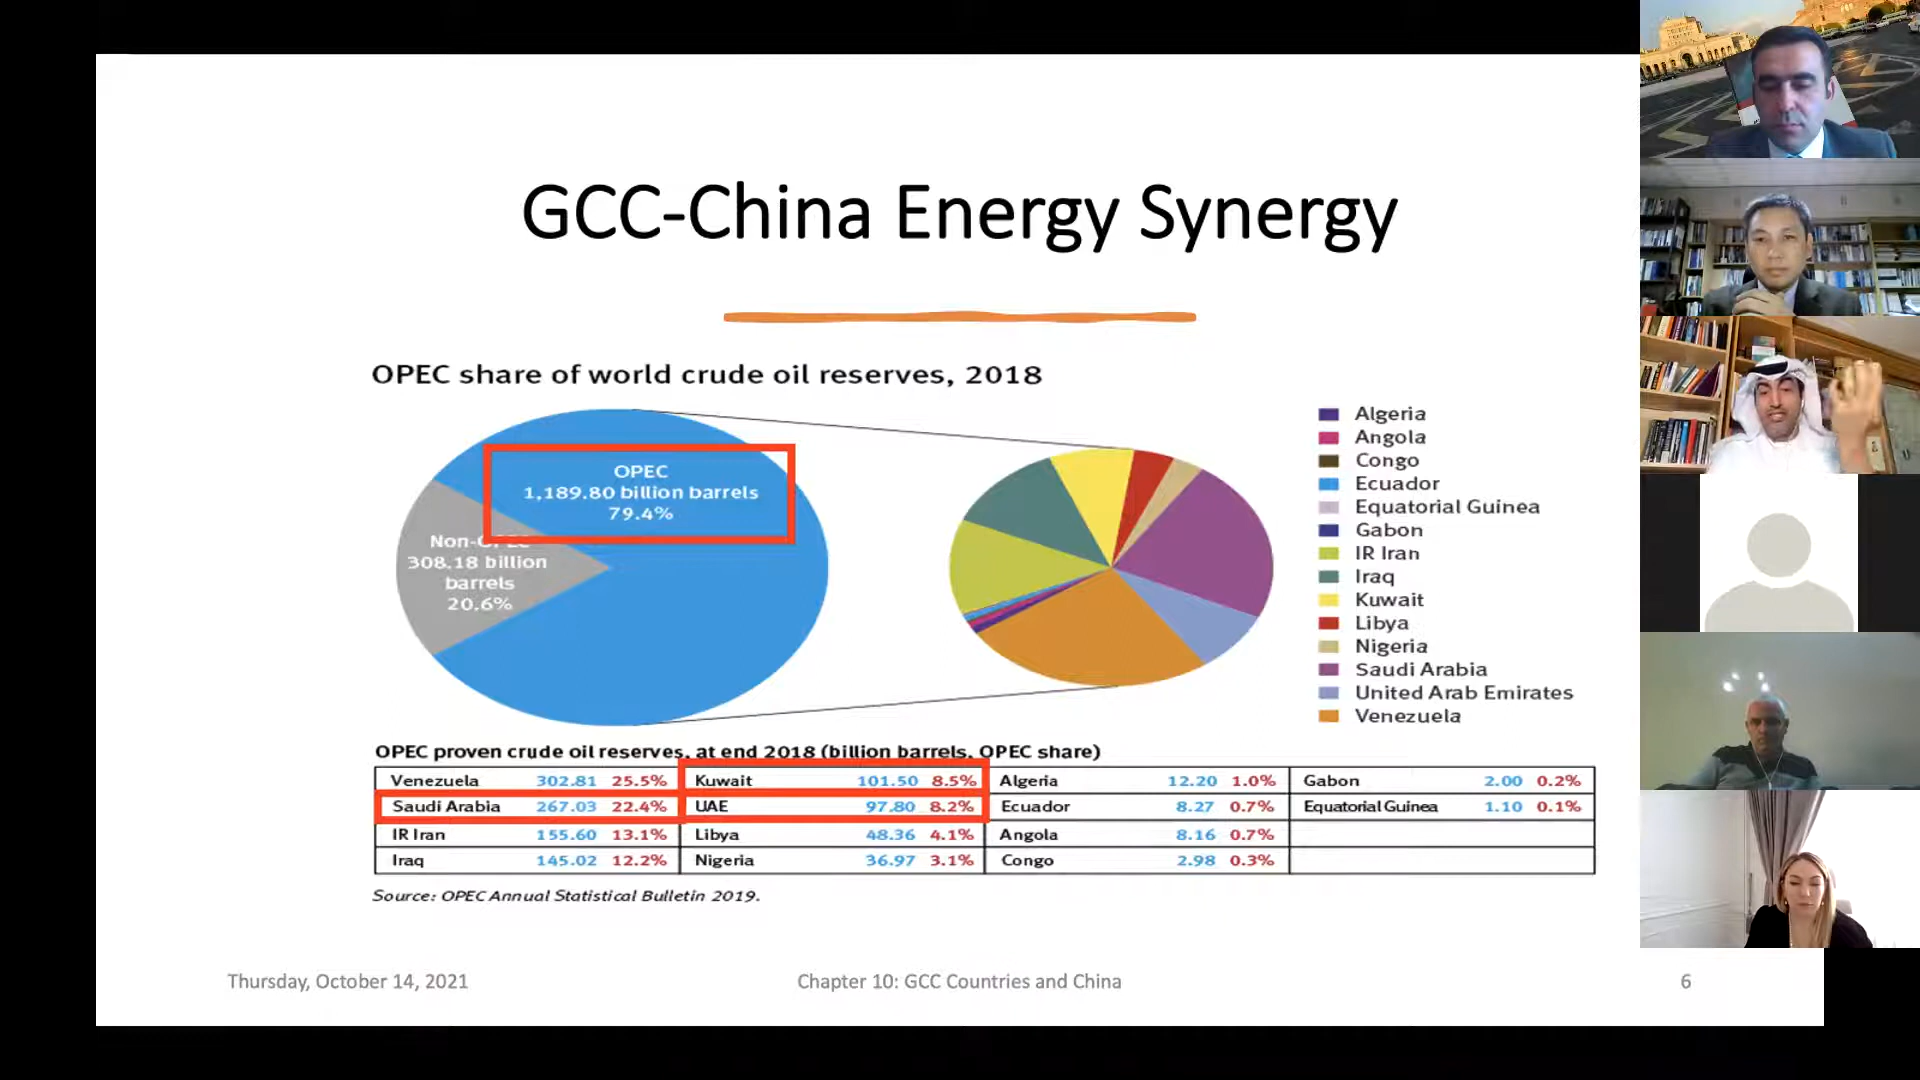 GCC-China Energy Synergy
OPEC share of world crude oil reserves, 2018
OPEC
1,189.80 billion barrels
79.4%
Non-OPEC
308.18 billion
barrels
20.6%
Algeria
Angola
Congo
Ecuador
Equatorial Guinea
Gabon
IR Iran
Iraq
Kuwait
Libya
Nigeria
Saudi Arabia
United Arab Emirates
Venezuela
OPEC proven crude oil reserves, at end 2018 (billion barrels, OPEC share)
Venezuela 302.81 25.5% Kuwait 101.50 8.5% Algeria 12.20 1.0% Gabon 2.00 0.2%
Saudi Arabia 267.03 22.4% UAE 97.80 8.2% Ecuador 8.27 0.7% Equatorial Guinea 1.10 0.1%
IR Iran 155.60 13.1% Libya 48.36 4.1% Angola 8.16 0.7%
Iraq 145.02 12.2% Nigeria 36.97 3.1% Congo 2.98 0.3%
Source: OPEC Annual Statistical Bulletin 2019.
Thursday, October 14, 2021 Chapter 10: GCC Countries and China 6